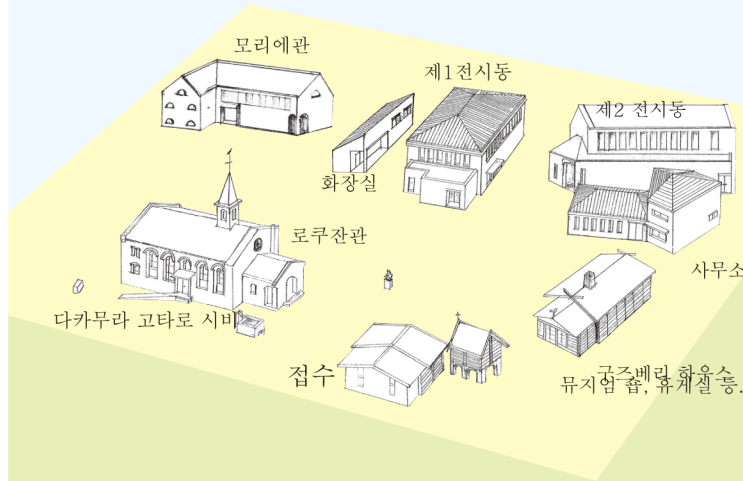 모리에관
제1전시동
제2 전시동
화장실
로쿠잔관
사무소
다카무라 고타로 시비
접수
구즈베리 하우스
뮤지엄 숍, 휴게실 등.